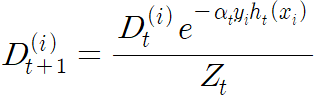 D_{t+1}^{(i)} = \frac{D_t^{(i)} e^{-\alpha_t y_i h_t(x_i)}}{Z_t}